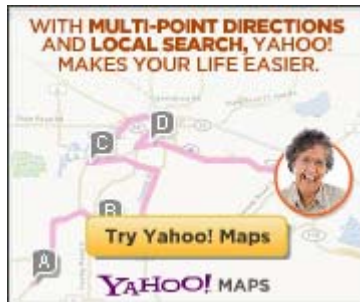 WITH MULTI-POINT DIRECTIONS
AND LOCAL SEARCH, YAHOO!
MAKES YOUR LIFE EASIER.
D
C
B
A
Try Yahoo! Maps
YAHOO! MAPS